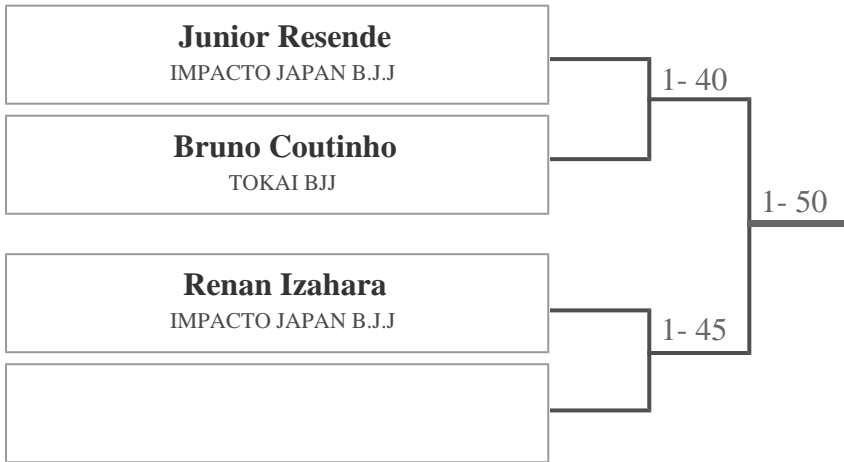 Junior Resende
IMPACTO JAPAN B.J.J
1- 40
Bruno Coutinho
TOKAI BJJ
1- 50
Renan Izahara
IMPACTO JAPAN B.J.J
1- 45